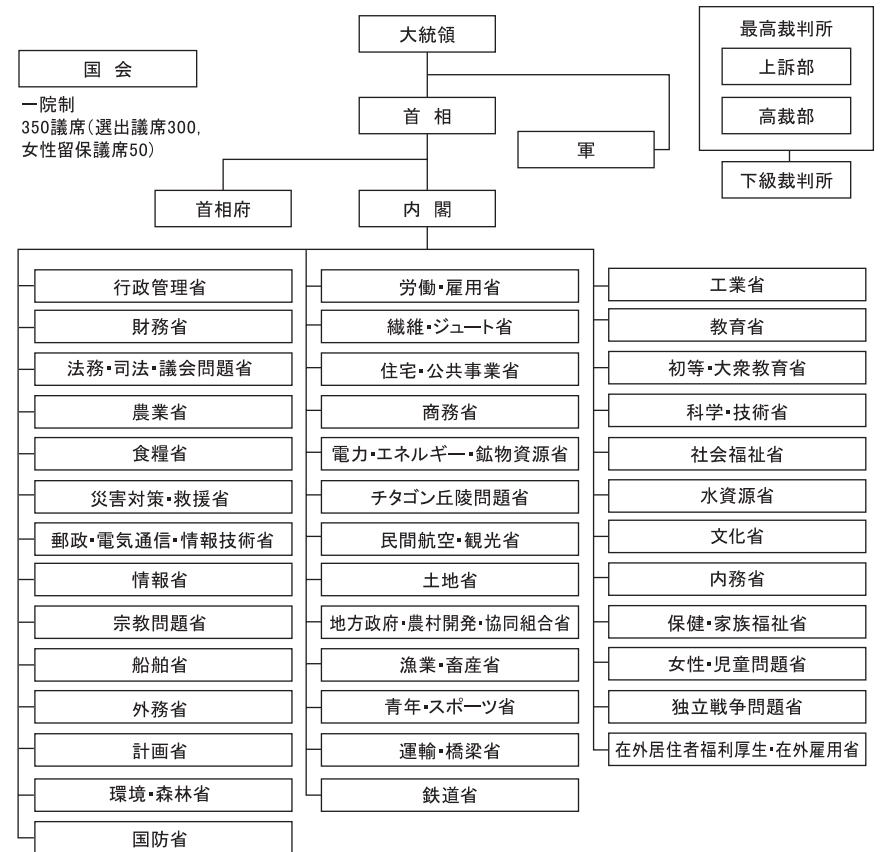 大統領
国 会
一院制
350議席(選出議席300,
女性留保議席50)
首 相
軍
首相府
内 閣
最高裁判所
上訴部
高裁部
下級裁判所
行政管理省
財務省
法務・司法・議会問題省
農業省
食糧省
災害対策・救援省
郵政・電気通信・情報技術省
情報省
宗教問題省
船舶省
外務省
計画省
環境・森林省
国防省
労働・雇用省
繊維・ジュート省
住宅・公共事業省
商務省
電力・エネルギー・鉱物資源省
チタゴン丘陵問題省
民間航空・観光省
土地省
地方政府・農村開発・協同組合省
漁業・畜産省
青年・スポーツ省
運輸・橋梁省
鉄道省
工業省
教育省
初等・大衆教育省
科学・技術省
社会福祉省
水資源省
文化省
内務省
保健・家族福祉省
女性・児童問題省
独立戦争問題省
在外居住者福利厚生・在外雇用省